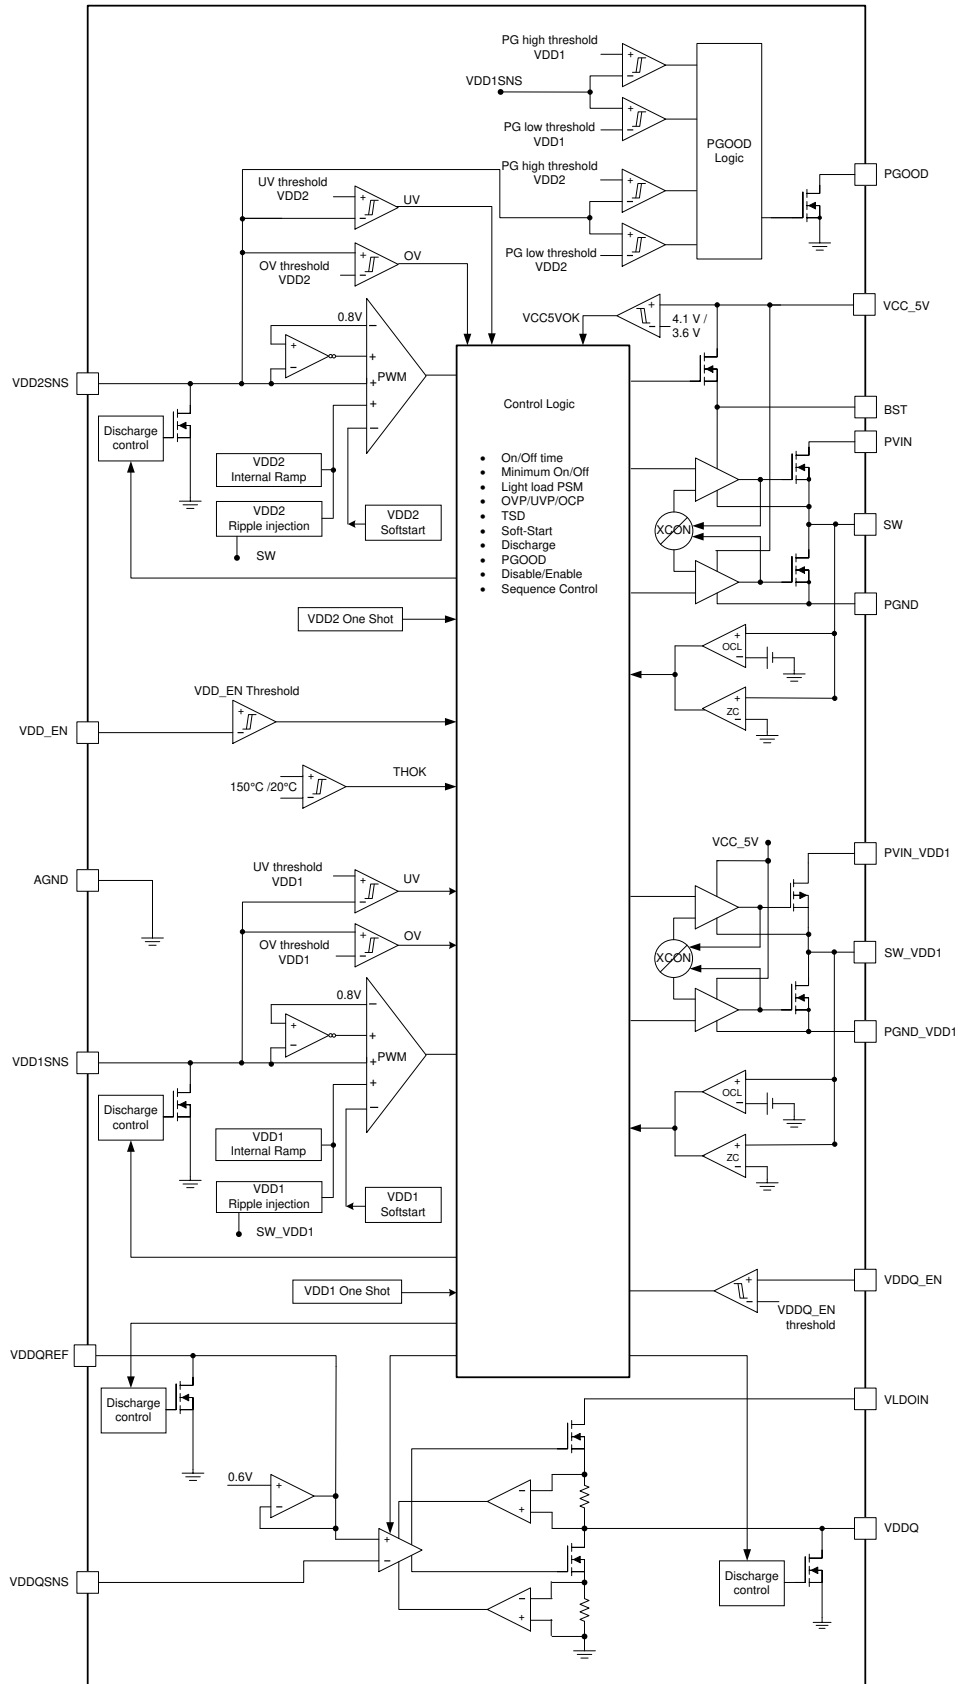 PG high threshold
VDD1
VDD1SNS
PG low threshold
VDD1
PGOOD
Logic
PG high threshold
VDD2
PG low threshold
VDD2
PGOOD
UV threshold
VDD2
UV
OV threshold
VDD2
OV
VCC5VOK
4.1 V /
3.6 V
VCC_5V
0.8V
PWM
VDD2SNS
Discharge
control
VDD2
Internal Ramp
VDD2
Ripple injection
SW
VDD2
Softstart
Control Logic
• On/Off time
• Minimum On/Off
• Light load PSM
• OVP/UVP/OCP
• TSD
• Soft-Start
• Discharge
• PGOOD
• Disable/Enable
• Sequence Control
BST
PVIN
XCON
SW
PGND
VDD2 One Shot
OCL
ZC
VDD_EN Threshold
VDD_EN
150°C /20°C
THOK
AGND
UV threshold
VDD1
UV
OV threshold
VDD1
OV
VCC_5V
PVIN_VDD1
XCON
SW_VDD1
PGND_VDD1
0.8V
PWM
VDD1SNS
Discharge
control
VDD1
Internal Ramp
VDD1
Ripple injection
SW_VDD1
VDD1
Softstart
OCL
ZC
VDD1 One Shot
VDDQ_EN
VDDQ_EN
threshold
VDDQREF
Discharge
control
VLDOIN
0.6V
VDDQ
VDDQSNS
Discharge
control